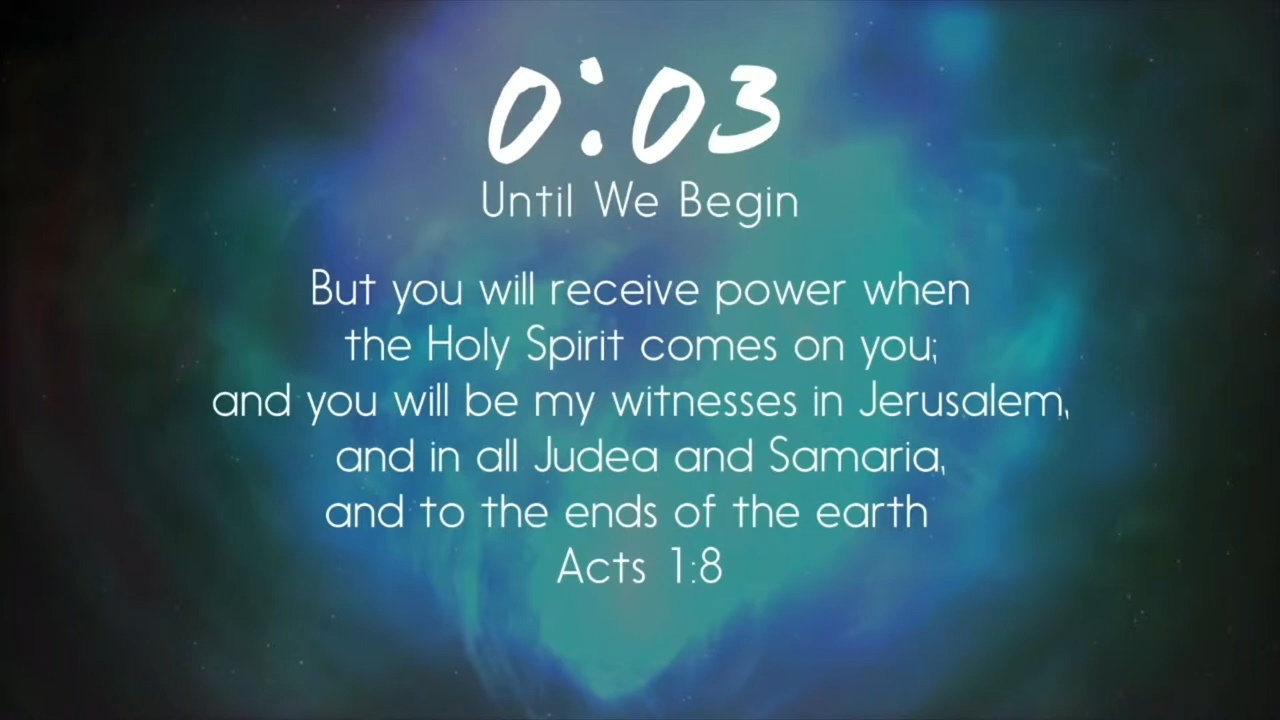 0:03
Until We Begin
But you will receive power when
the Holy Spirit comes on you;
and you will be my witnesses in Jerusalem,
and in all Judea and Samaria,
and to the ends of the earth
Acts 1:8